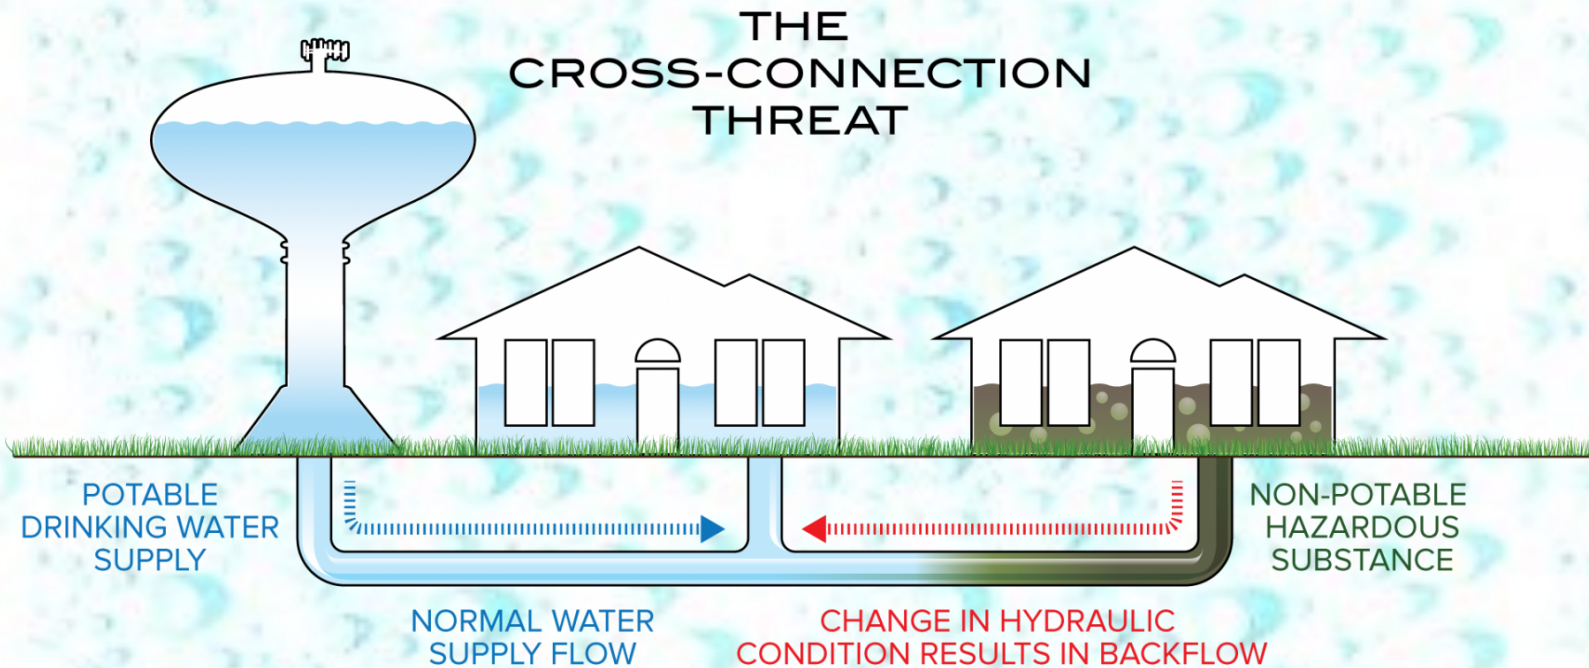 THE
CROSS-CONNECTION
THREAT
POTABLE
DRINKING WATER
SUPPLY
NON-POTABLE
HAZARDOUS
SUBSTANCE
NORMAL WATER
SUPPLY FLOW
CHANGE IN HYDRAULIC
CONDITION RESULTS IN BACKFLOW